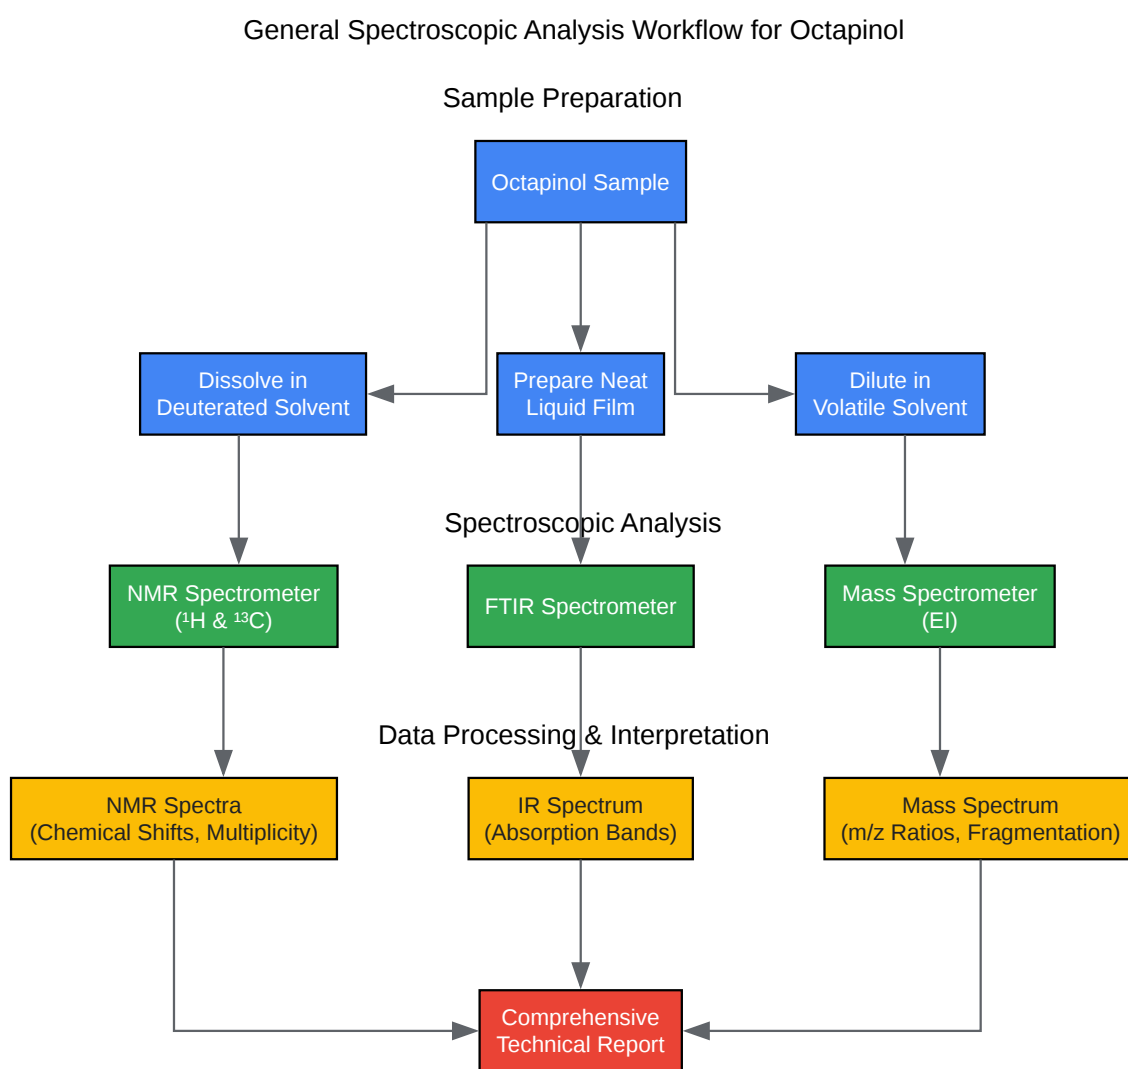 General Spectroscopic Analysis Workflow for Octapinol
Sample Preparation
Octapinol Sample
Dissolve in
Deuterated Solvent
Prepare Neat
Liquid Film
Dilute in
Volatile Solvent
Spectroscopic Analysis
NMR Spectrometer
(¹H & ¹³C)
FTIR Spectrometer
Mass Spectrometer
(EI)
Data Processing & Interpretation
NMR Spectra
(Chemical Shifts, Multiplicity)
IR Spectrum
(Absorption Bands)
Mass Spectrum
(m/z Ratios, Fragmentation)
Comprehensive
Technical Report